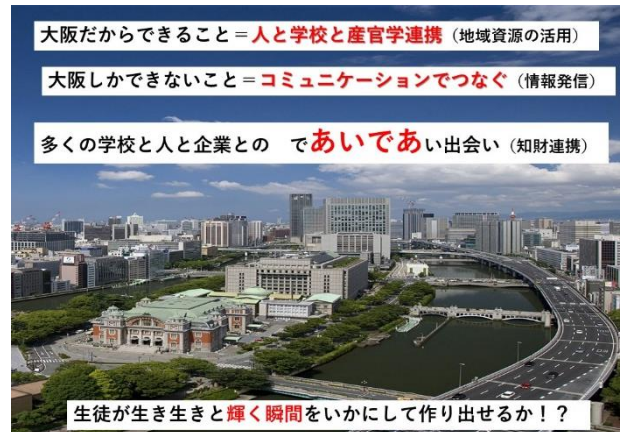 大阪だからできること＝人と学校と産官学連携（地域資源の活用）
大阪しかできないこと＝コミュニケーションでつなぐ（情報発信）
多くの学校と人と企業との　であいであい出会い（知財連携）
生徒が生き生きと輝く瞬間をいかにして作り出せるか！？